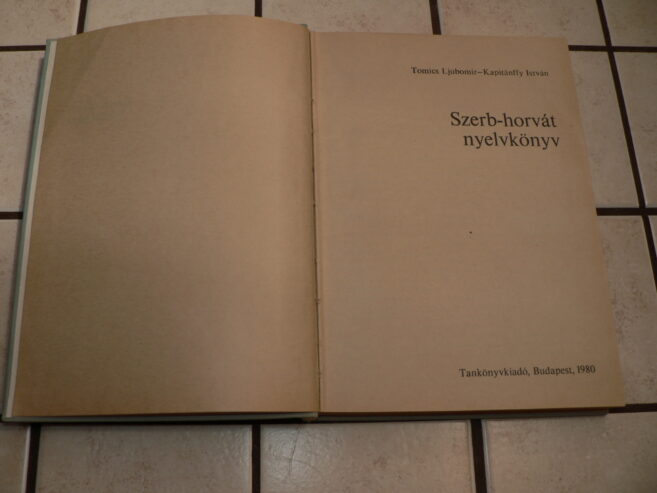 Tomics Ljubomir–Kapitánffy István
Szerb-horvát
nyelvkönyv
Tankönyvkiadó, Budapest, 1980